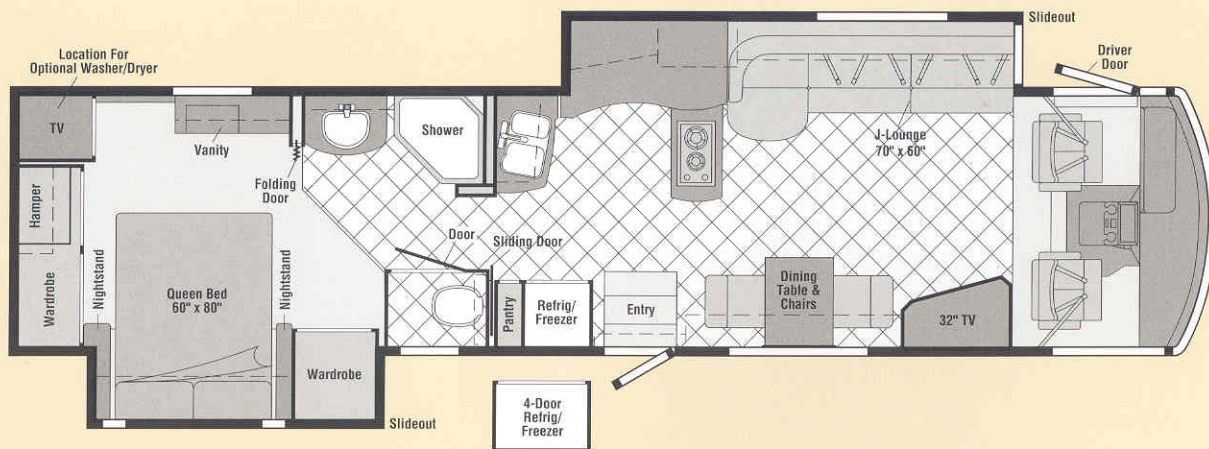 Slideout
Location For
Optional Washer/Dryer
Driver
Door
TV
Vanity
Shower
J-Lounge
70" x 60"
Folding
Door
Hamper
Door
Sliding Door
Wardrobe
Nightstand
Queen Bed
60" x 80"
Nightstand
Pantry
Refrig/
Freezer
Entry
Dining
Table &
Chairs
32" TV
Wardrobe
4-Door
Refrig/
Freezer
Slideout